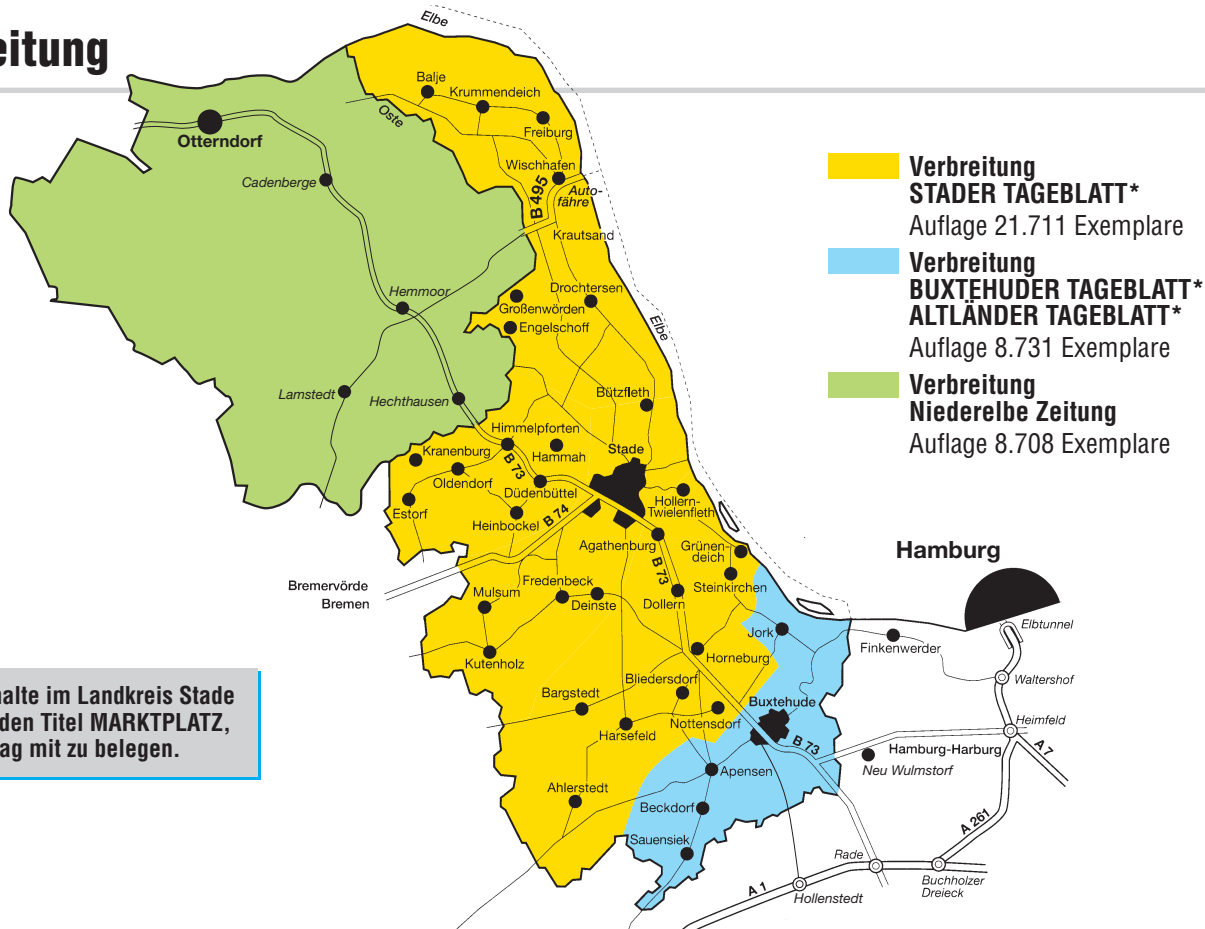 eitung
Elbe
Balje
Krummendeich
Oste
Freiburg
Otterndorf
Wischhafen
Cadenberge
B 495
Auto-
fähre
Krautsand
Hemmoor
Drochtersen
Großenwörden
Engelschoff
Elbe
Lamstedt
Hechthausen
Bützfleth
Himmelpforten
Kranenburg
Hammah
Stade
B 73
Oldendorf
Düdenbüttel
Estorf
Heinbockel
B 74
Hollern-
Twielenfleth
Agathenburg
Grünen-
deich
B 73
Steinkirchen
Bremervörde
Bremen
Fredenbeck
Mulsum
Deinste
Dollern
Jork
Kutenholz
Horneburg
Bliedersdorf
Bargstedt
Buxtehude
Nottensdorf
Harsefeld
B 73
Apensen
Ahlerstedt
Beckdorf
Sauensiek
Verbreitung
STADER TAGEBLATT*
Auflage 21.711 Exemplare
Verbreitung
BUXTEHUDER TAGEBLATT*
ALTLÄNDER TAGEBLATT*
Auflage 8.731 Exemplare
Verbreitung
Niederelbe Zeitung
Auflage 8.708 Exemplare
Hamburg
Elbtunnel
Finkenwerder
Waltershof
Heimfeld
Hamburg-Harburg
A 7
Neu Wulmstorf
A 261
Rade
Buchholzer
Dreieck
A 1
Hollenstedt
alte im Landkreis Stade
den Titel MARKTPLATZ,
ag mit zu belegen.